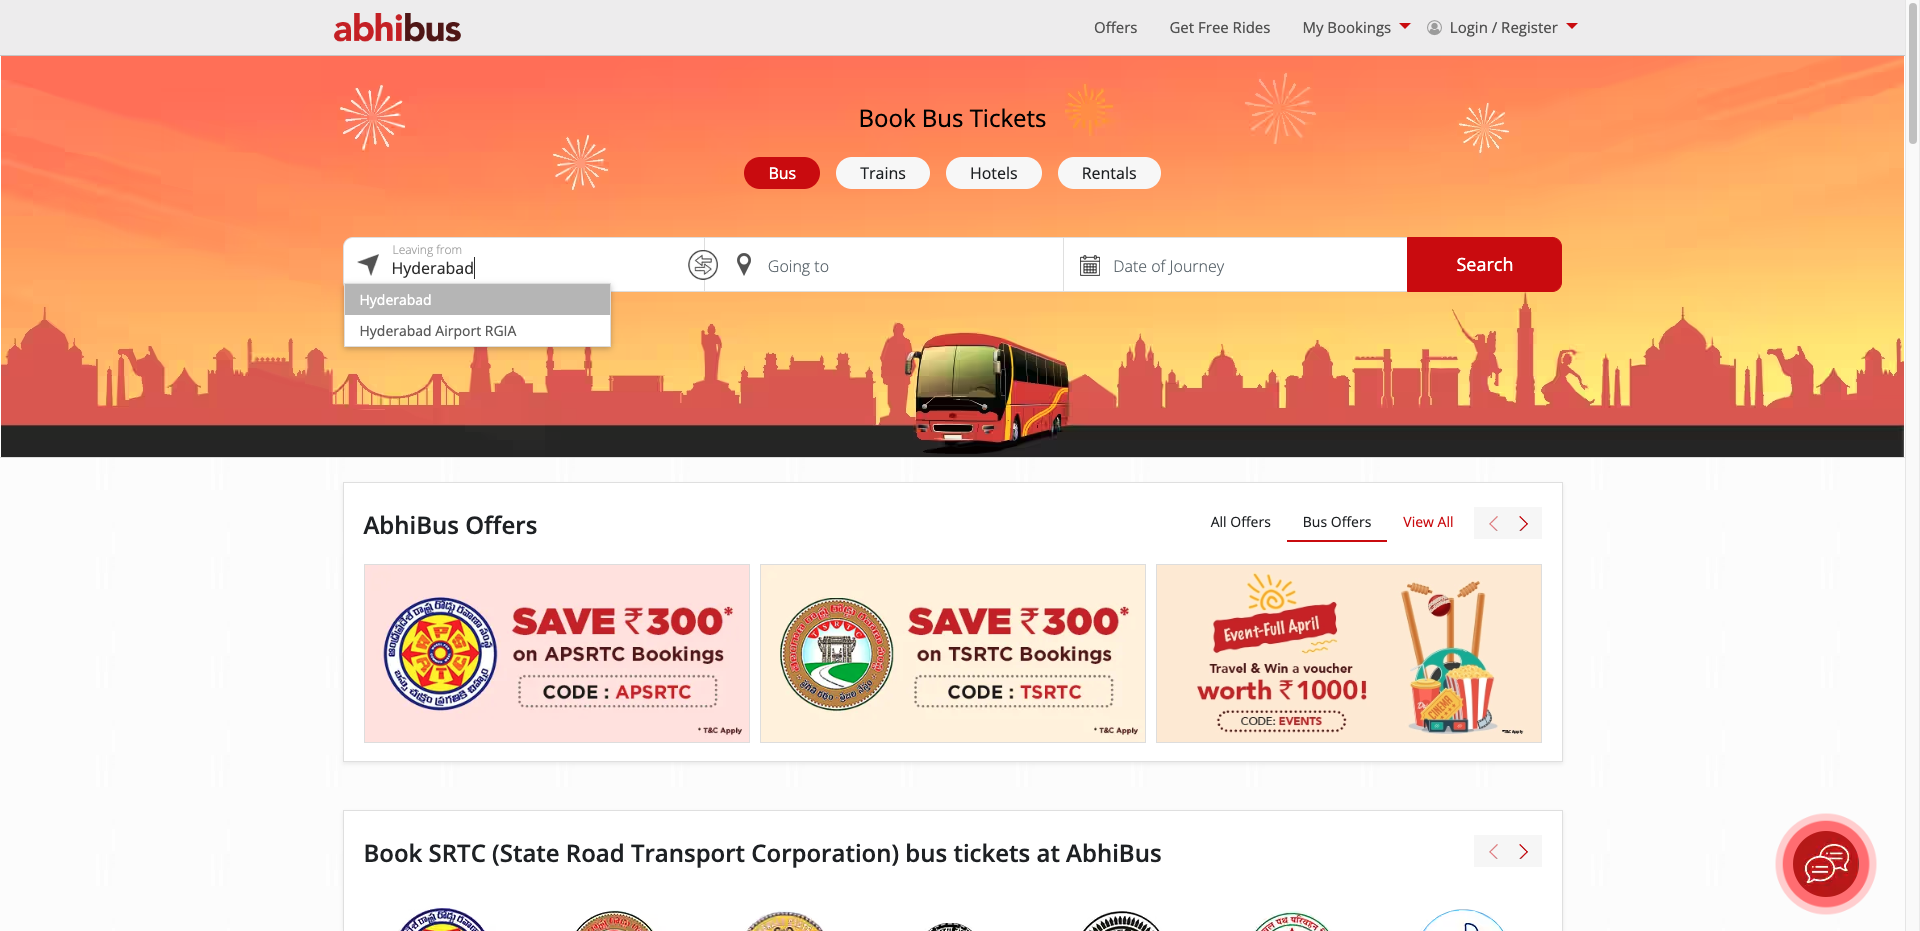 abhibus
Offers
Get Free Rides
My Bookings
Login / Register
Book Bus Tickets
Bus
Trains
Hotels
Rentals
Leaving from
Hyderabad
Going to
Date of Journey
Search
Hyderabad
Hyderabad Airport RGIA
AbhiBus Offers
All Offers
Bus Offers
View All
SAVE ₹300*
on APSRTC Bookings
CODE : APSRTC
* T&C Apply
TSRTC
SAVE ₹300*
on TSRTC Bookings
CODE : TSRTC
* T&C Apply
Event-Full April
Travel & Win a voucher
worth ₹1000!
CODE: EVENTS
*T&C Apply
CINEMA
Book SRTC (State Road Transport Corporation) bus tickets at AbhiBus